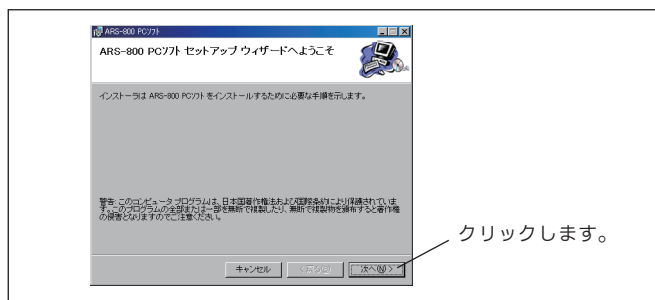 ARS-800 PCソフト
ARS-800 PCソフト セットアップ ウィザードへようこそ
インストーラは ARS-800 PCソフト をインストールするために必要な手順を示します。
警告: このコンピュータ プログラムは、日本国著作権法および国際条約により保護されていま
す。このプログラムの全部または一部を無断で複製したり、無断で複製物を頒布すると著作権
の侵害となりますのでご注意ください。
クリックします。
キャンセル
< 戻る(B)
次へ(N) >